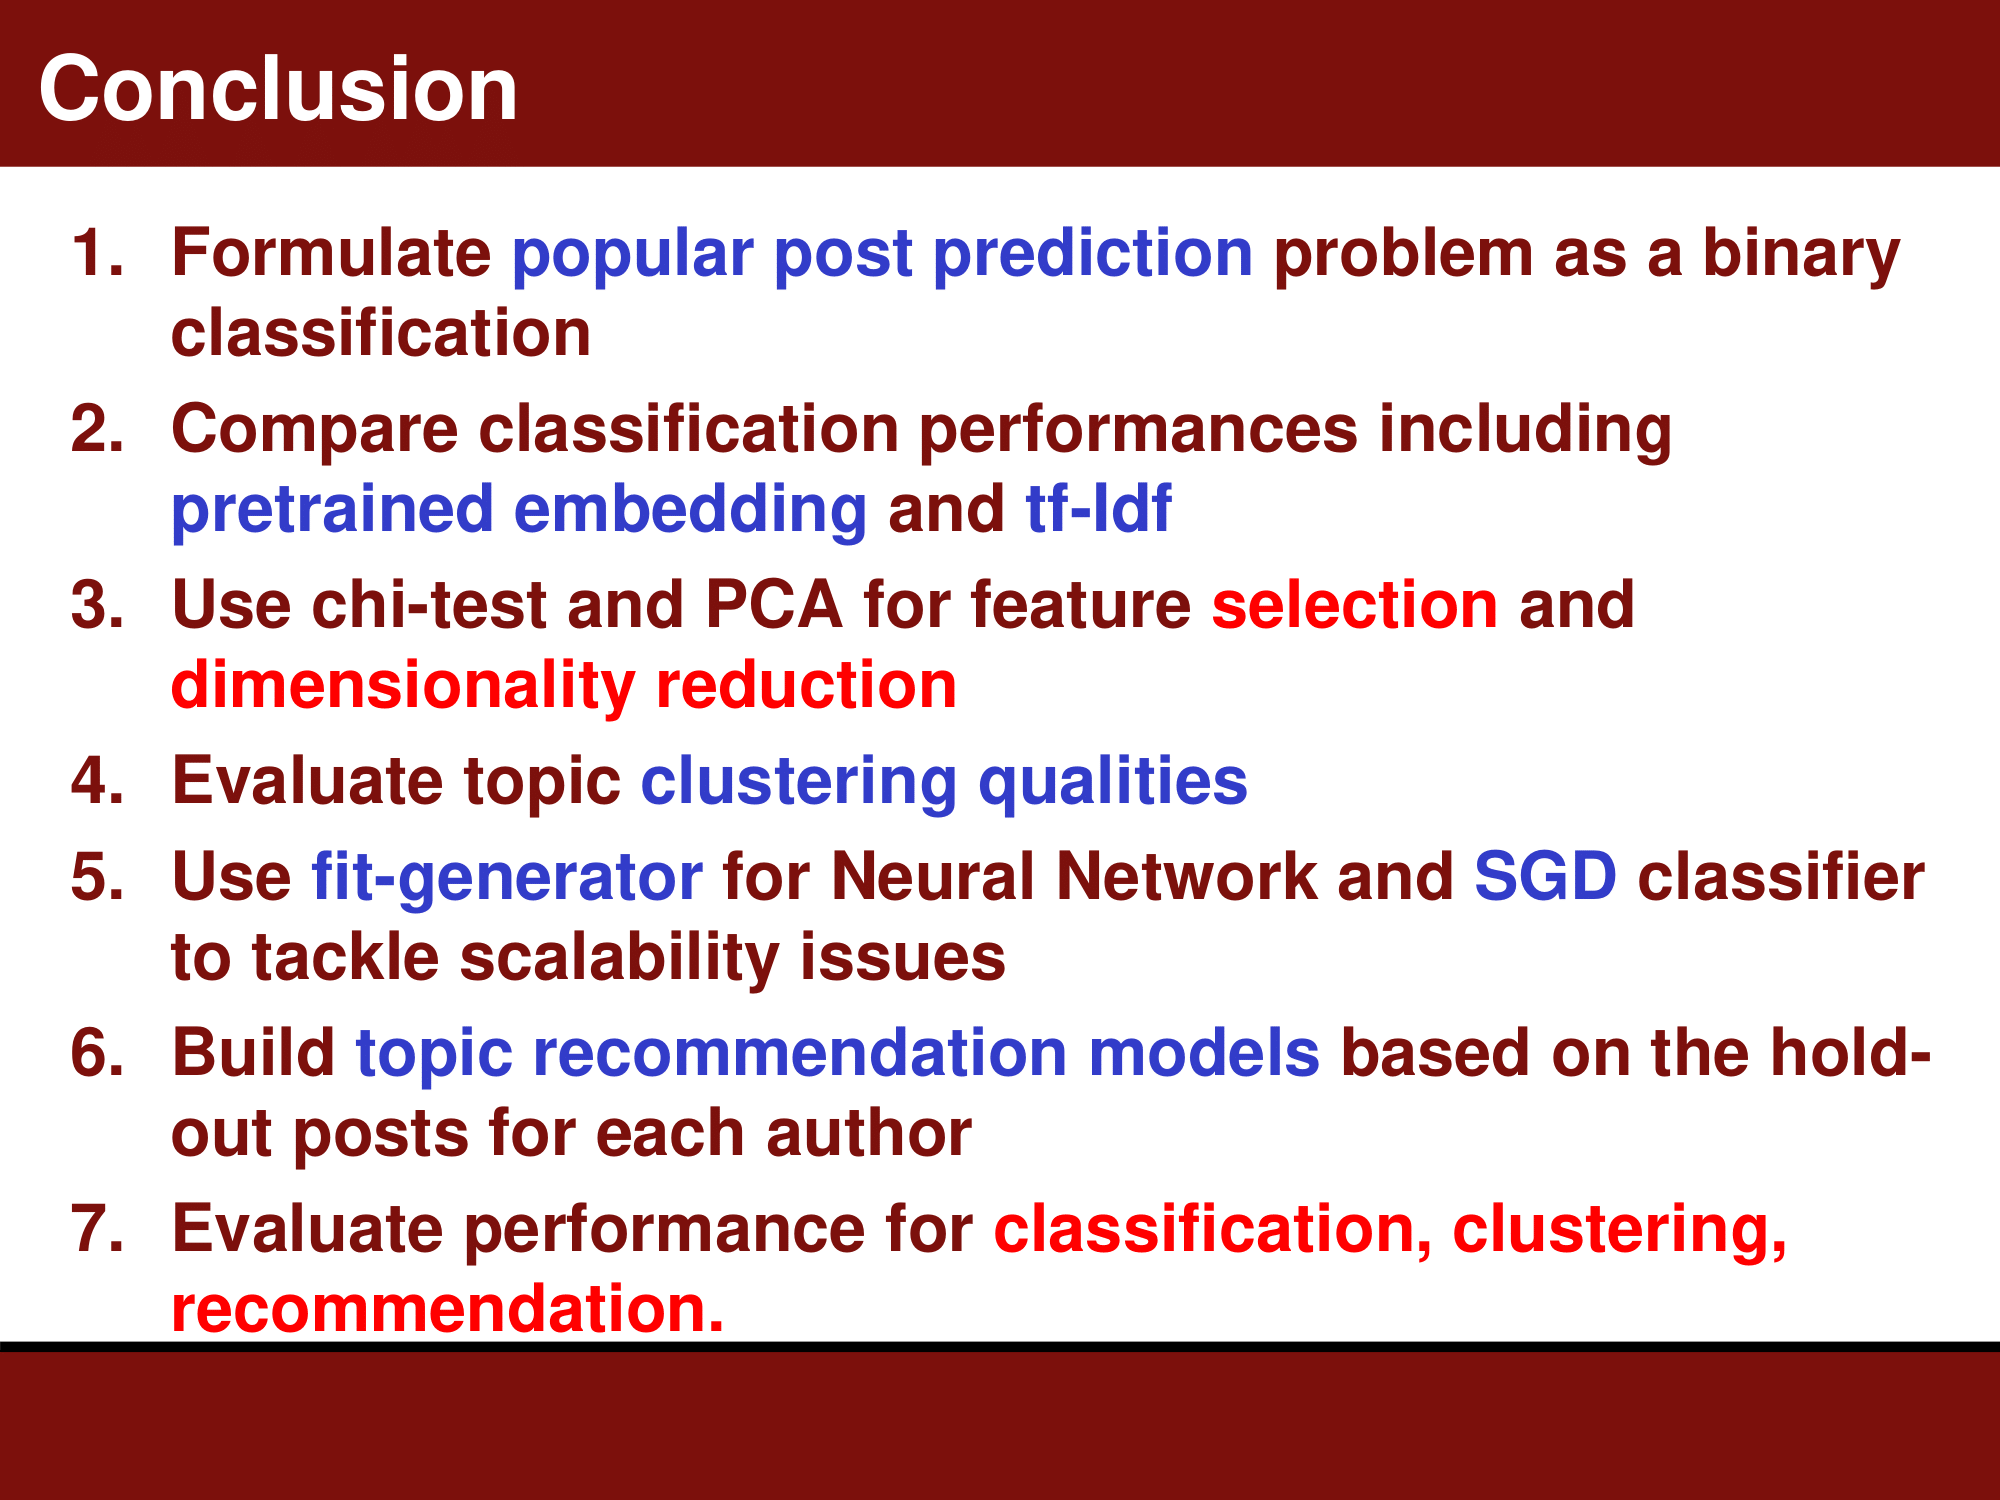 Conclusion
1. Formulate popular post prediction problem as a binary
classification
2. Compare classification performances including
pretrained embedding and tf-Idf
3. Use chi-test and PCA for feature selection and
dimensionality reduction
4. Evaluate topic clustering qualities
5. Use fit-generator for Neural Network and SGD classifier
to tackle scalability issues
6. Build topic recommendation models based on the hold-
out posts for each author
7. Evaluate performance for classification, clustering,
recommendation.